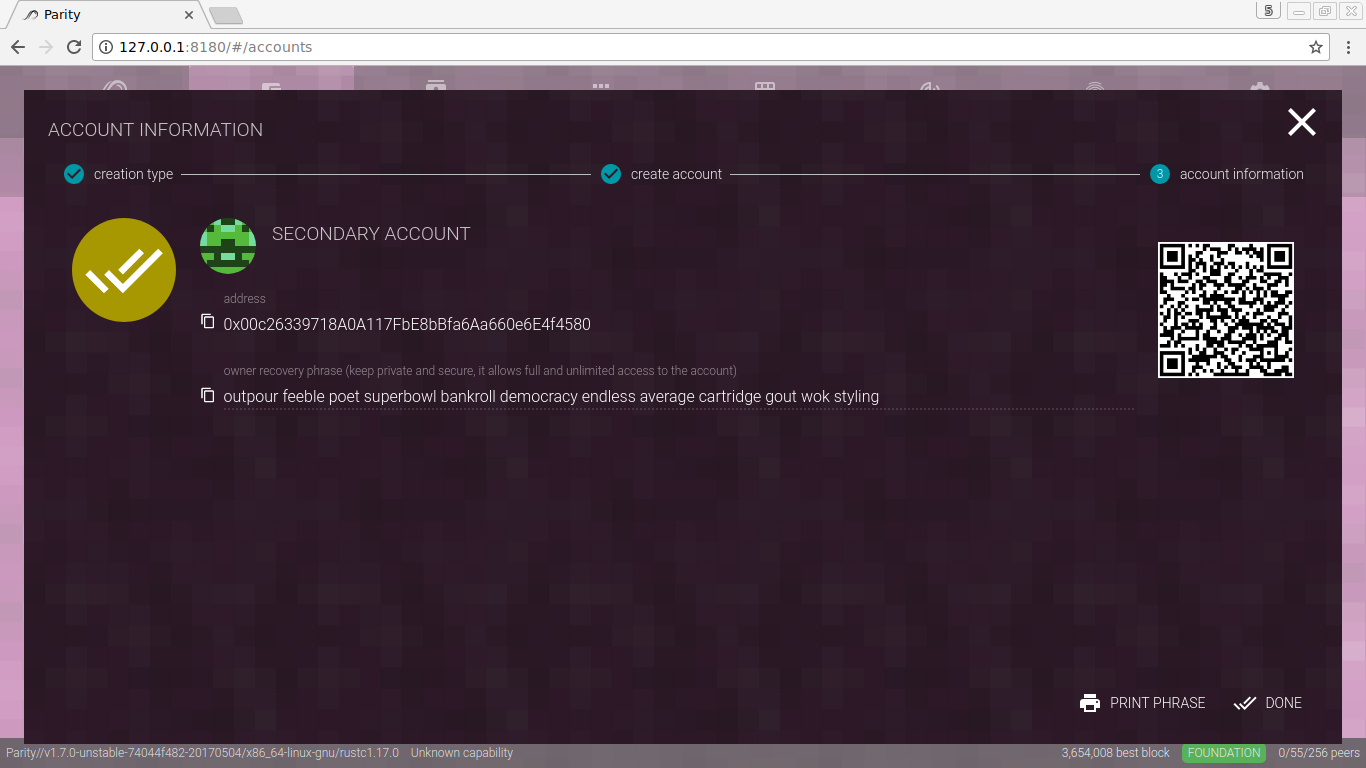 Parity
5
127.0.0.1:8180/#/accounts
ACCOUNT INFORMATION
creation type
create account
3 account information
SECONDARY ACCOUNT
address
0x00c26339718A0A117FbE8bBfa6Aa660e6E4f4580
owner recovery phrase (keep private and secure, it allows full and unlimited access to the account)
outpour feeble poet superbowl bankroll democracy endless average cartridge gout wok styling
PRINT PHRASE
DONE
Parity//v1.7.0-unstable-74044f482-20170504/x86_64-linux-gnu/rustc1.17.0 Unknown capability
3,654,008 best block FOUNDATION 0/55/256 peers